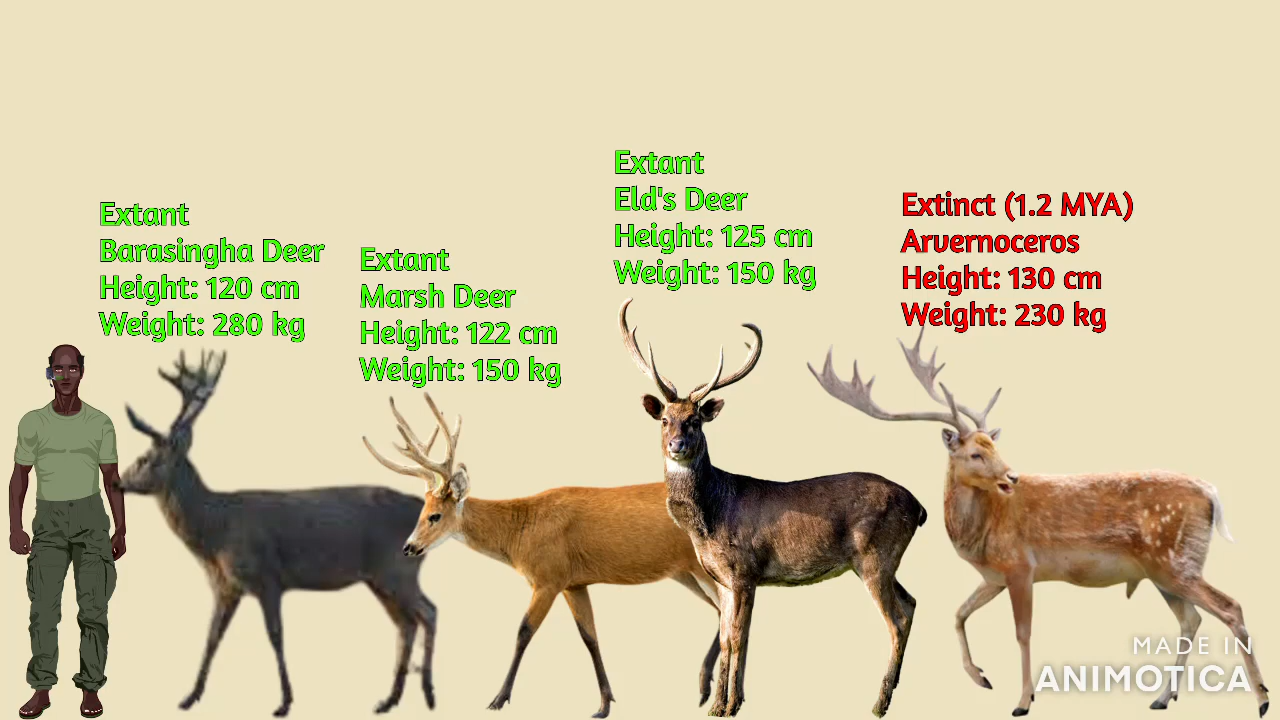 Extant
Barasingha Deer
Height: 120 cm
Weight: 280 kg
Extant
Marsh Deer
Height: 122 cm
Weight: 150 kg
Extant
Eld's Deer
Height: 125 cm
Weight: 150 kg
Extinct (1.2 MYA)
Arvernoceros
Height: 130 cm
Weight: 230 kg
MADE IN
ANIMOTICA